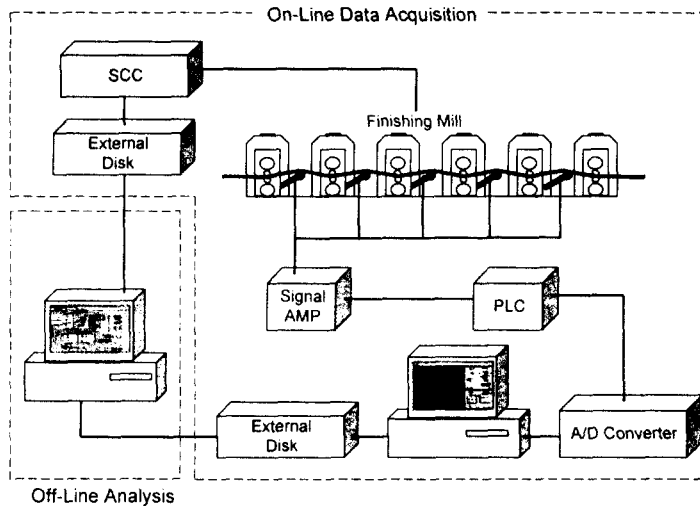 On-Line Data Acquisition
SCC
External
Disk
Finishing Mill
Signal
AMP
PLC
External
Disk
A/D Converter
Off-Line Analysis